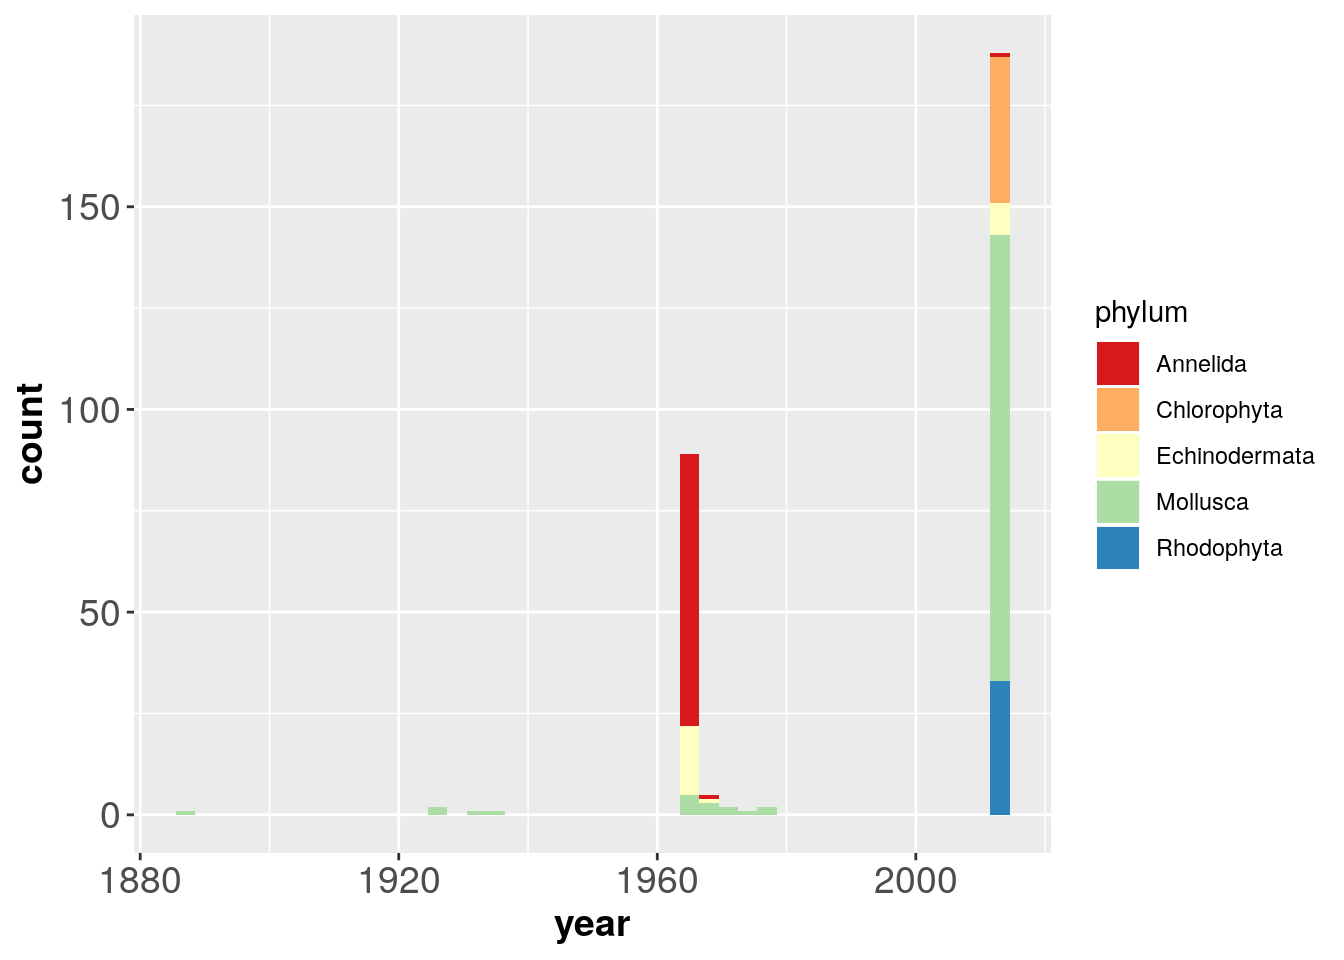 150
100
50
0
count
1880 1920 1960 2000
year
phylum
Annelida
Chlorophyta
Echinodermata
Mollusca
Rhodophyta